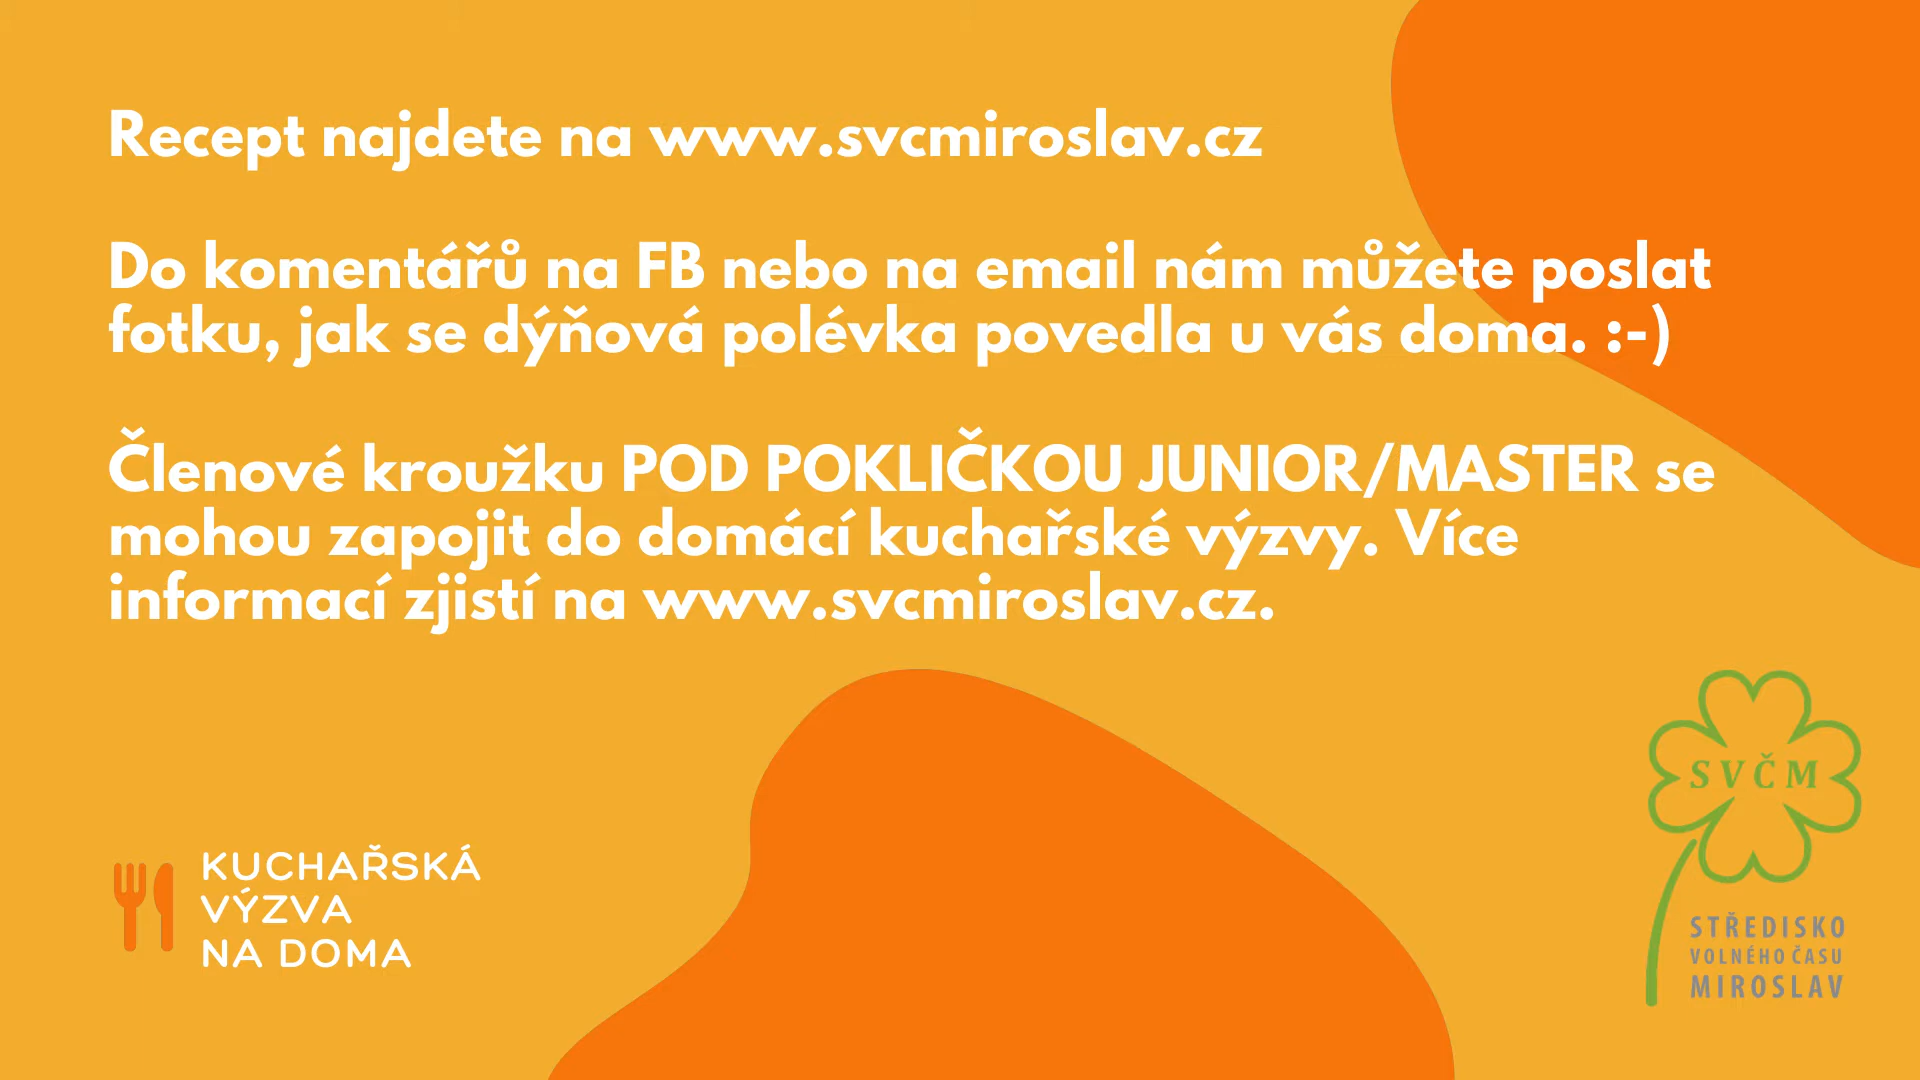 Recept najdete na www.svcmiroslav.cz
Do komentářů na FB nebo na email nám můžete poslat
fotku, jak se dýňová polévka povedla u vás doma. :-)
Členové kroužku POD POKLIČKOU JUNIOR/MASTER se
mohou zapojit do domácí kuchařské výzvy. Více
informací zjistí na www.svcmiroslav.cz.
KUCHAŘSKÁ
VÝZVA
NA DOMA
SVČM
STŘEDISKO
VOLNÉHO ČASU
MIROSLAV